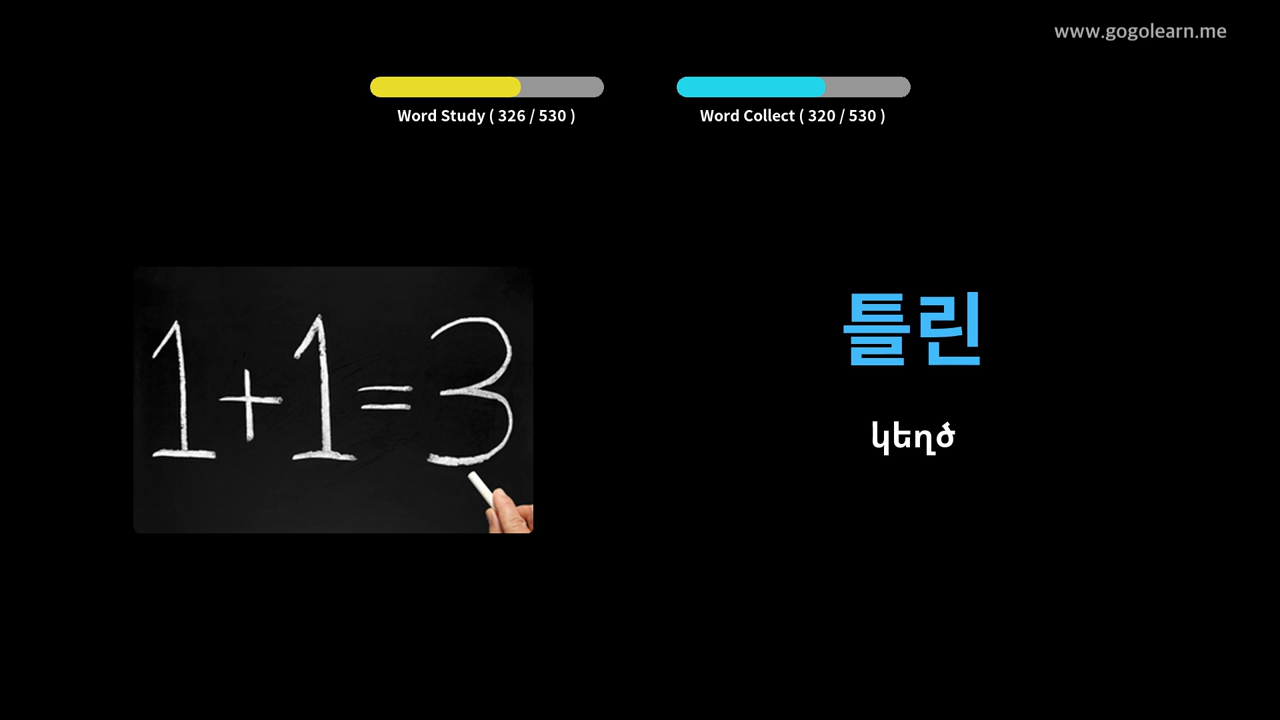 www.gogolearn.me
Word Study ( 326 / 530 )
Word Collect ( 320 / 530 )
1+1=3
틀린
կեղծ